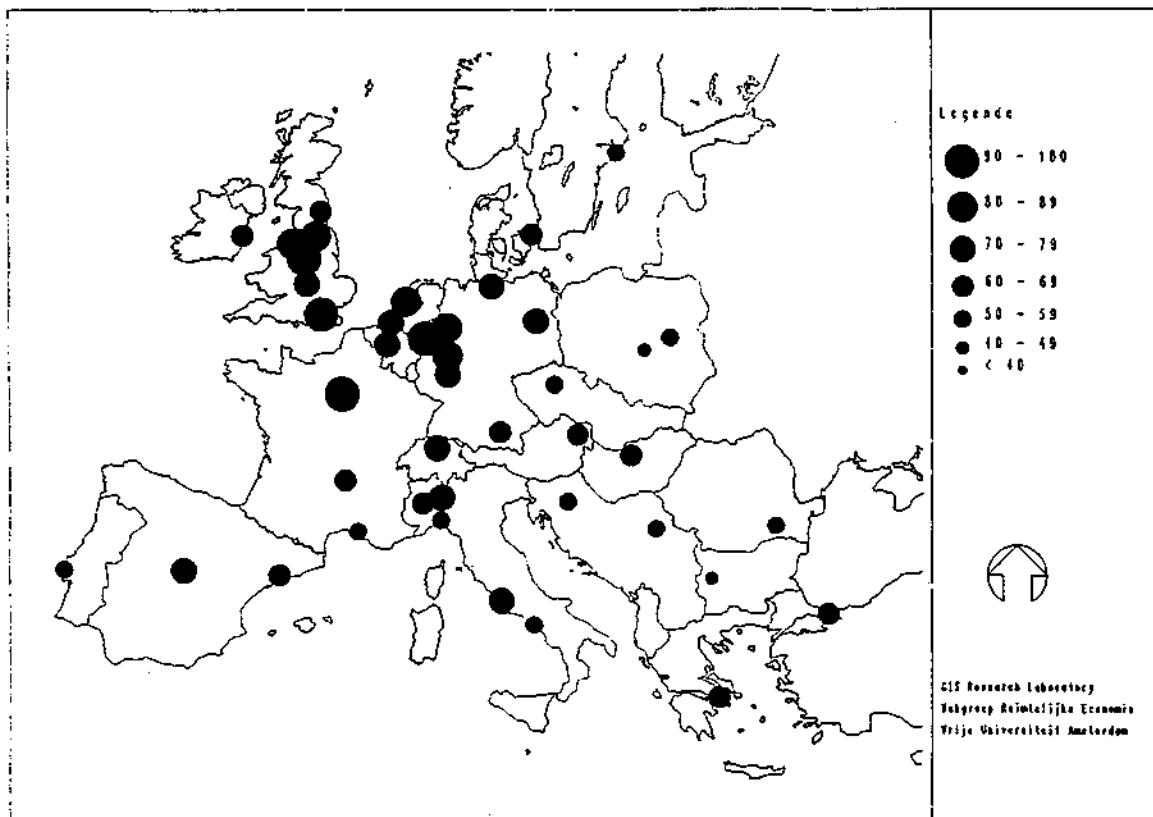 Legende
90 - 100
80 - 89
70 - 79
60 - 69
50 - 59
40 - 49
< 40
GIS Research Laboratory
Vakgroep Ruimtelijke Economie
Vrije Universiteit Amsterdam